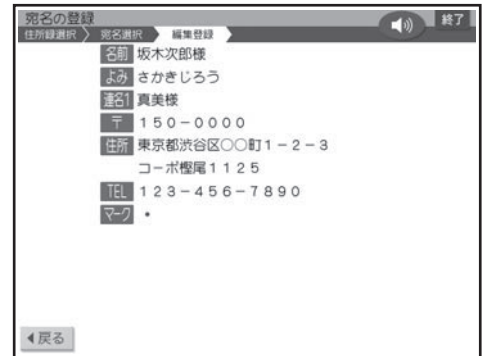 宛名の登録
終了
住所録選択 宛名選択 編集登録
名前 坂木次郎様
よみ さかきじろう
連名1 真美様
〒 150-0000
住所 東京都渋谷区○○町1-2-3
コーポ樫尾1125
TEL 123-456-7890
マーク ・
戻る